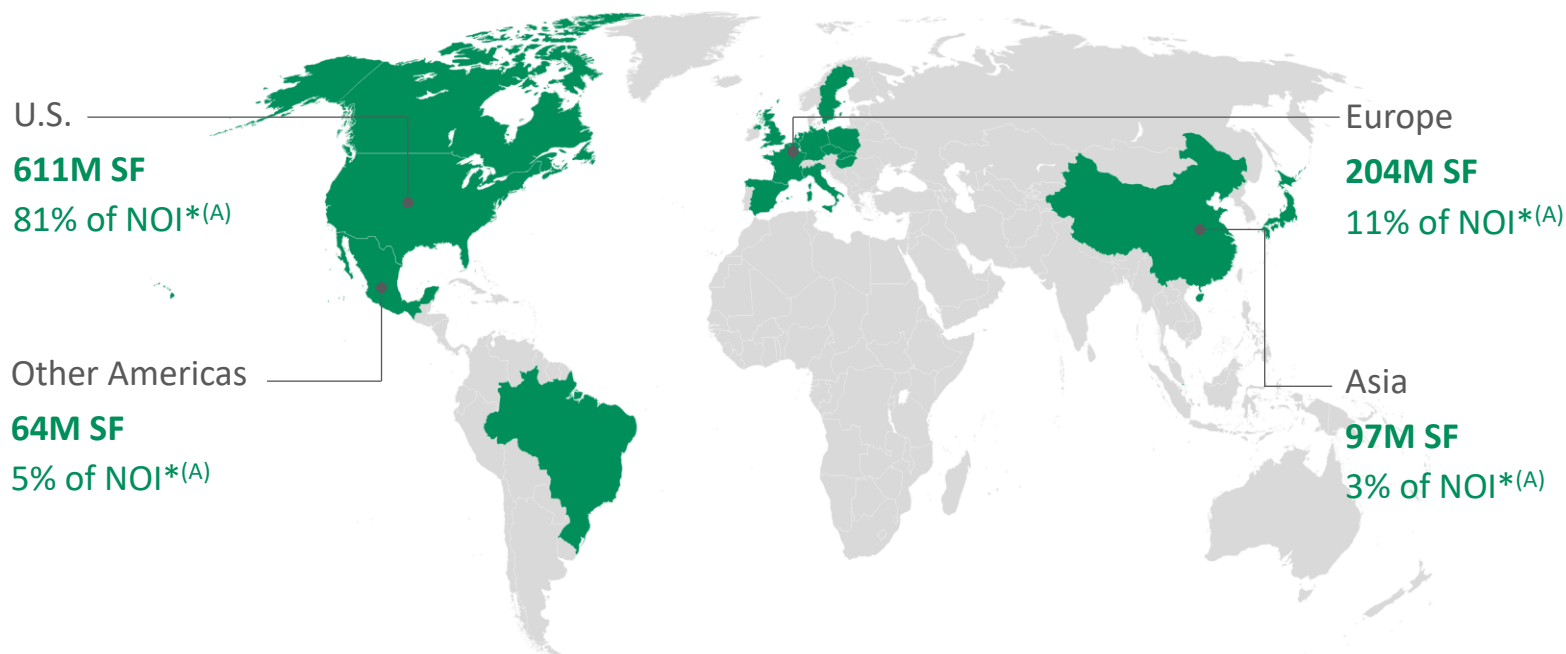 U.S.
611M SF
81% of NOI*(A)
Other Americas
64M SF
5% of NOI*(A)
Europe
204M SF
11% of NOI*(A)
Asia
97M SF
3% of NOI*(A)